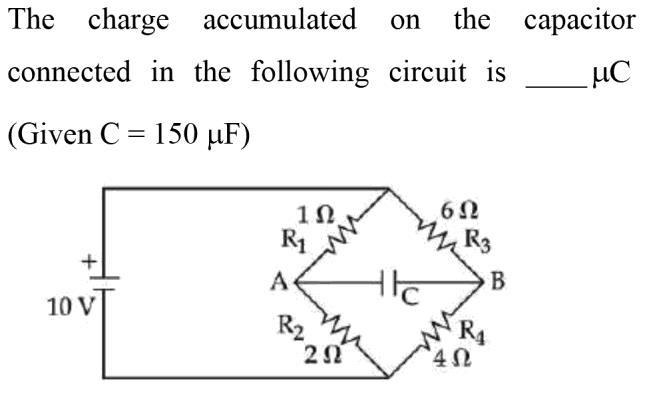 The charge accumulated on the capacitor
connected in the following circuit is ____ μC
(Given C = 150 μF)
1 Ω
6 Ω
R1
R3
+
A
C
B
10 V
R2
R4
2 Ω
4 Ω